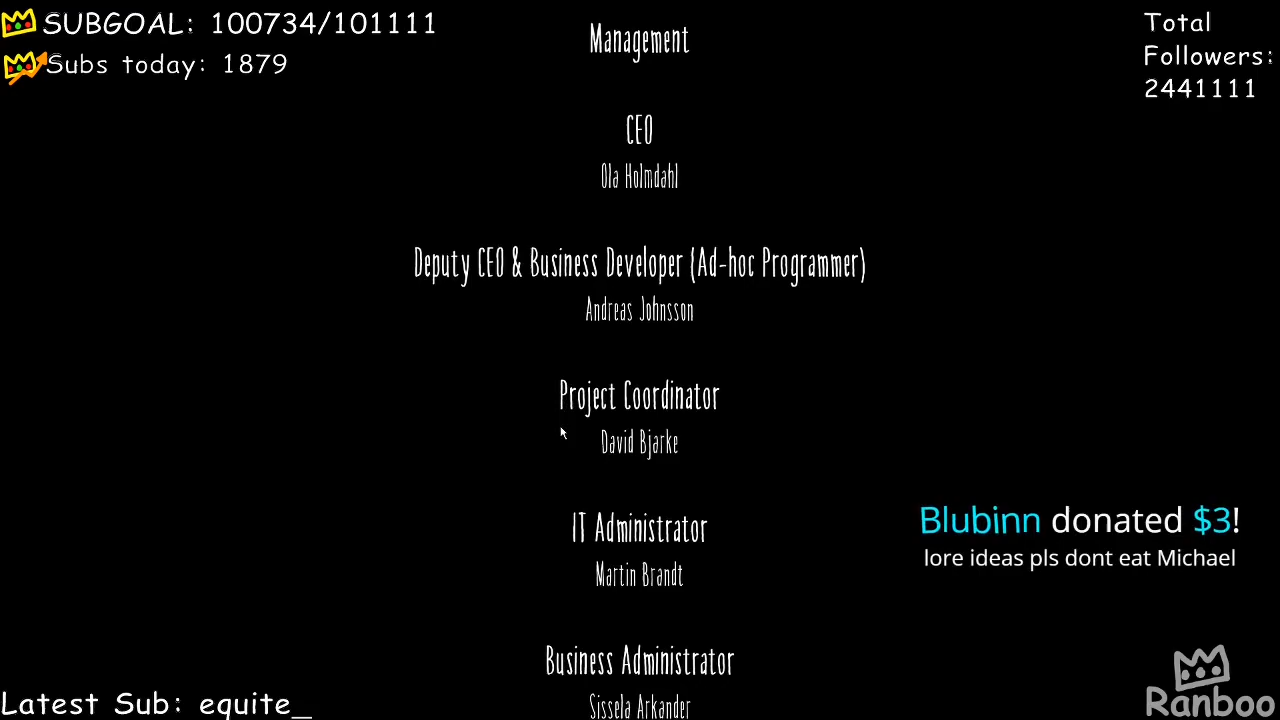 SUBGOAL: 100734/101111
Subs today: 1879
Total
Followers:
2441111
Management
CEO
Ola Holmdahl
Deputy CEO & Business Developer (Ad-hoc Programmer)
Andreas Johnsson
Project Coordinator
David Bjarke
IT Administrator
Martin Brandt
Business Administrator
Sissela Arkander
Blubinn donated $3!
lore ideas pls dont eat Michael
Latest Sub: equite_
Ranboo